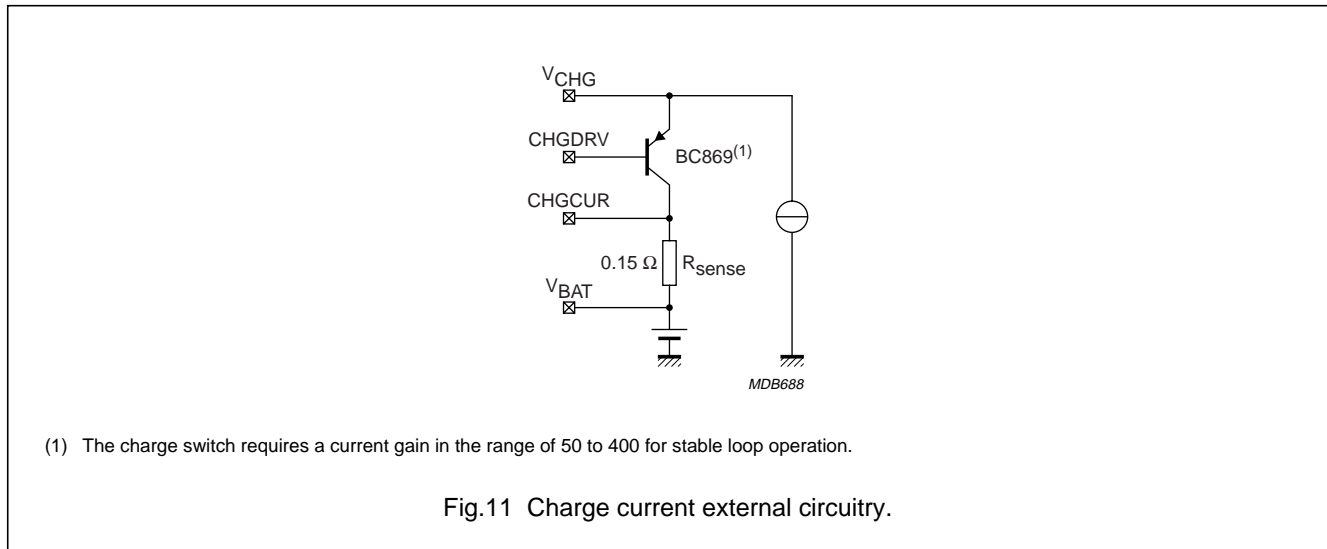 VCHG
CHGDRV
BC869(1)
CHGCUR
0.15 Ω Rsense
VBAT
MDB688
(1) The charge switch requires a current gain in the range of 50 to 400 for stable loop operation.
Fig.11 Charge current external circuitry.